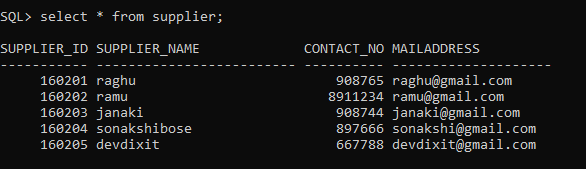 SQL> select * from supplier;
SUPPLIER_ID SUPPLIER_NAME CONTACT_NO MAILADDRESS
----------- ------------------------- ---------- --------------------
160201 raghu 908765 raghu@gmail.com
160202 ramu 8911234 ramu@gmail.com
160203 janaki 908744 janaki@gmail.com
160204 sonakshibose 897666 sonakshi@gmail.com
160205 devdixit 667788 devdixit@gmail.com